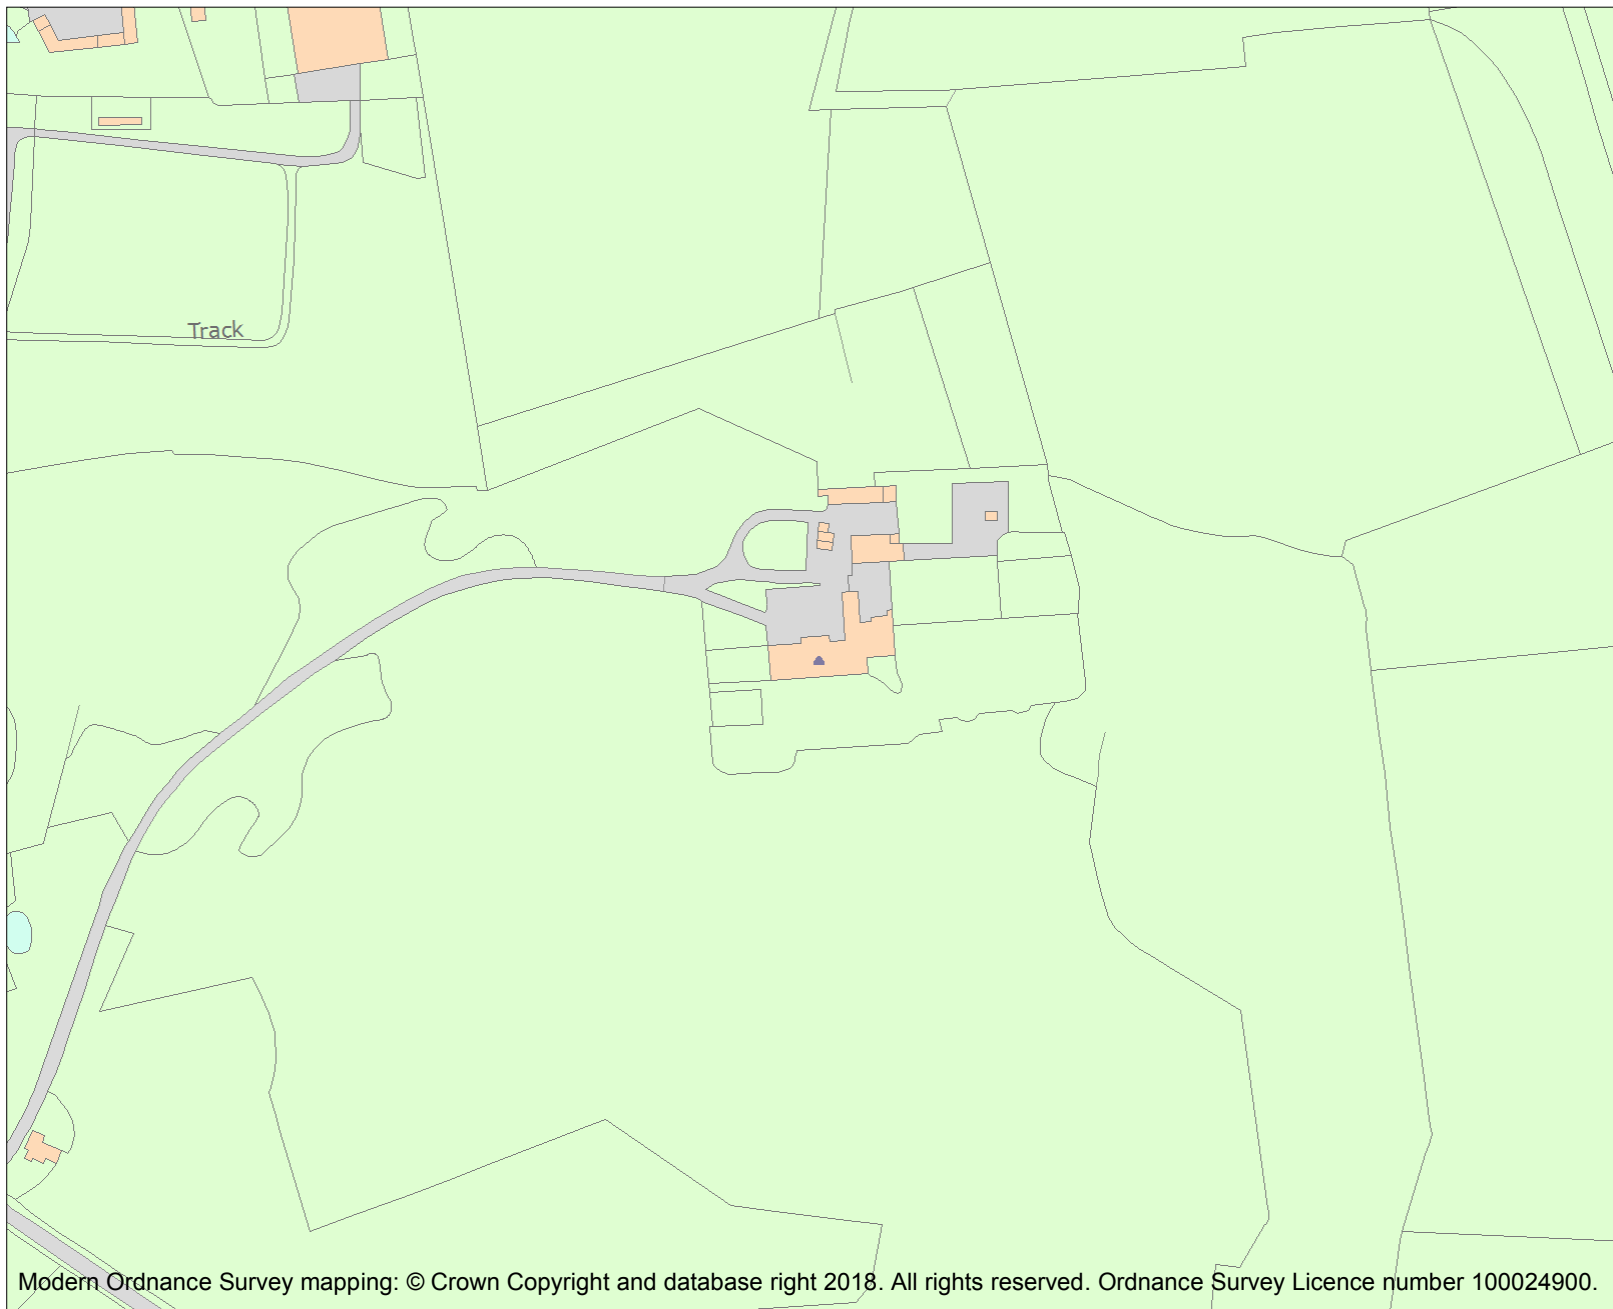 Track
Modern Ordnance Survey mapping: © Crown Copyright and database right 2018. All rights reserved. Ordnance Survey Licence number 100024900.